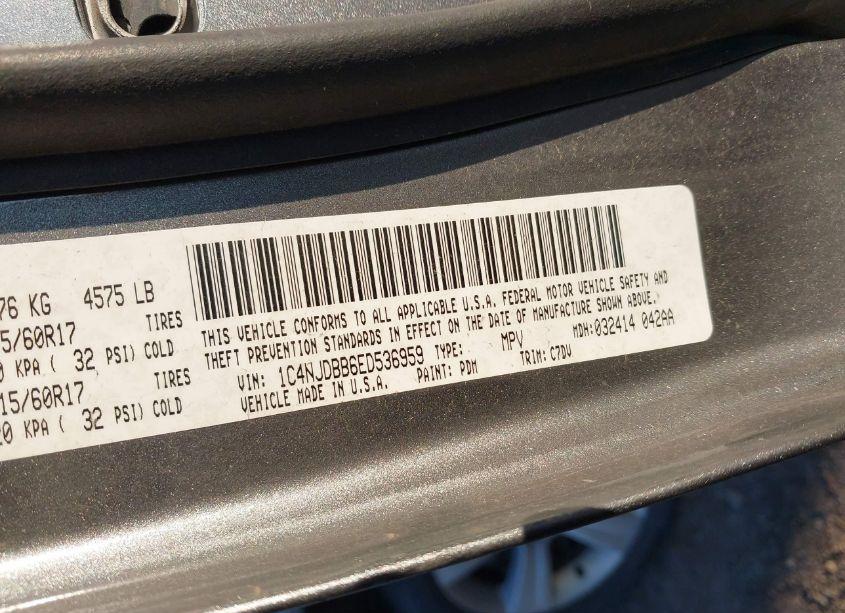 76 KG 4575 LB
5/60R17 TIRES
0 KPA ( 32 PSI) COLD
15/60R17 TIRES
20 KPA ( 32 PSI) COLD
THIS VEHICLE CONFORMS TO ALL APPLICABLE U.S.A. FEDERAL MOTOR VEHICLE SAFETY AND
THEFT PREVENTION STANDARDS IN EFFECT ON THE DATE OF MANUFACTURE SHOWN ABOVE.
VIN: 1C4NJDBB6ED536959 TYPE: MPV MDH:032414 042AA
VEHICLE MADE IN U.S.A. PAINT: PDM TRIM: C7DV